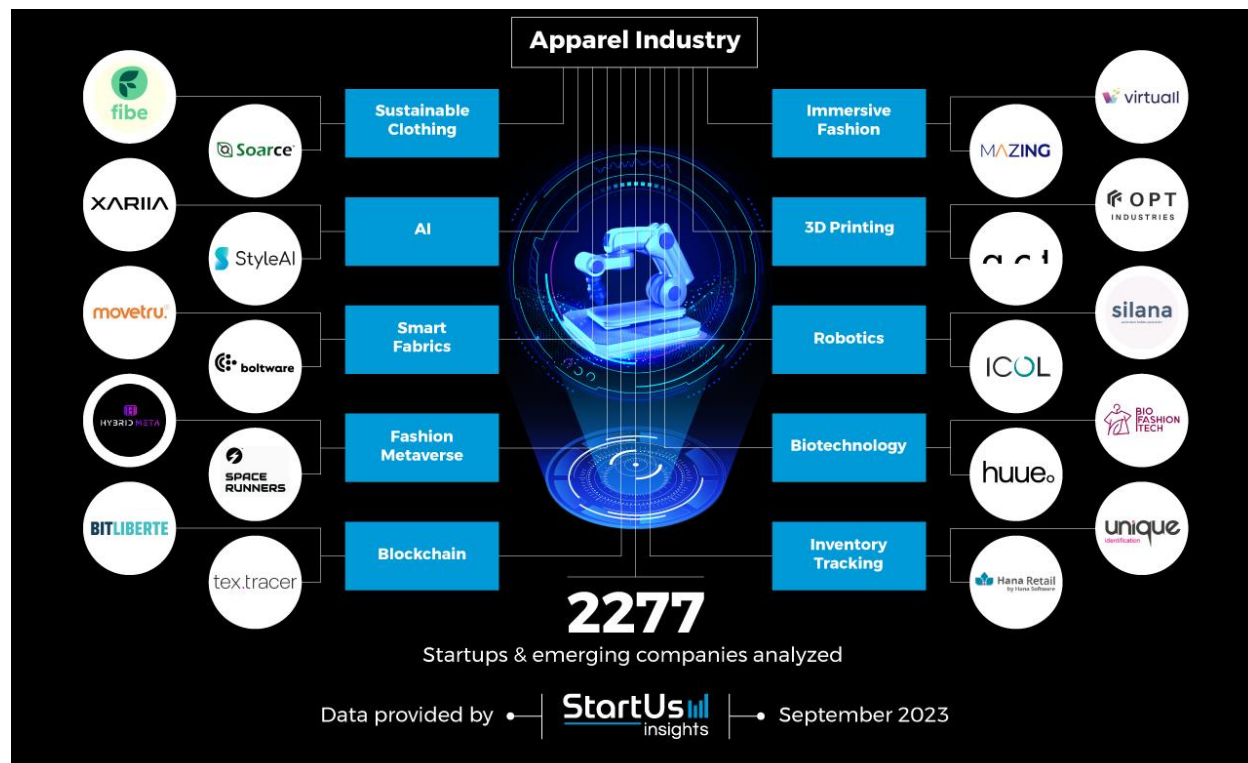 Apparel Industry
fibe
Soarce
Sustainable
Clothing
XARIIA
StyleAI
AI
movetru
boltware
Smart
Fabrics
HYBRID META
SPACE
RUNNERS
Fashion
Metaverse
BITLIBERTE
tex.tracer
Blockchain
Immersive
Fashion
MAZING
virtuall
3D Printing
OPT
INDUSTRIES
Robotics
ICOL
silana
Biotechnology
huue.
BIO
FASHION
TECH
Inventory
Tracking
Hana Retail
by Hana Software
unique
identification
2277
Startups & emerging companies analyzed
Data provided by
StartUs
insights
September 2023